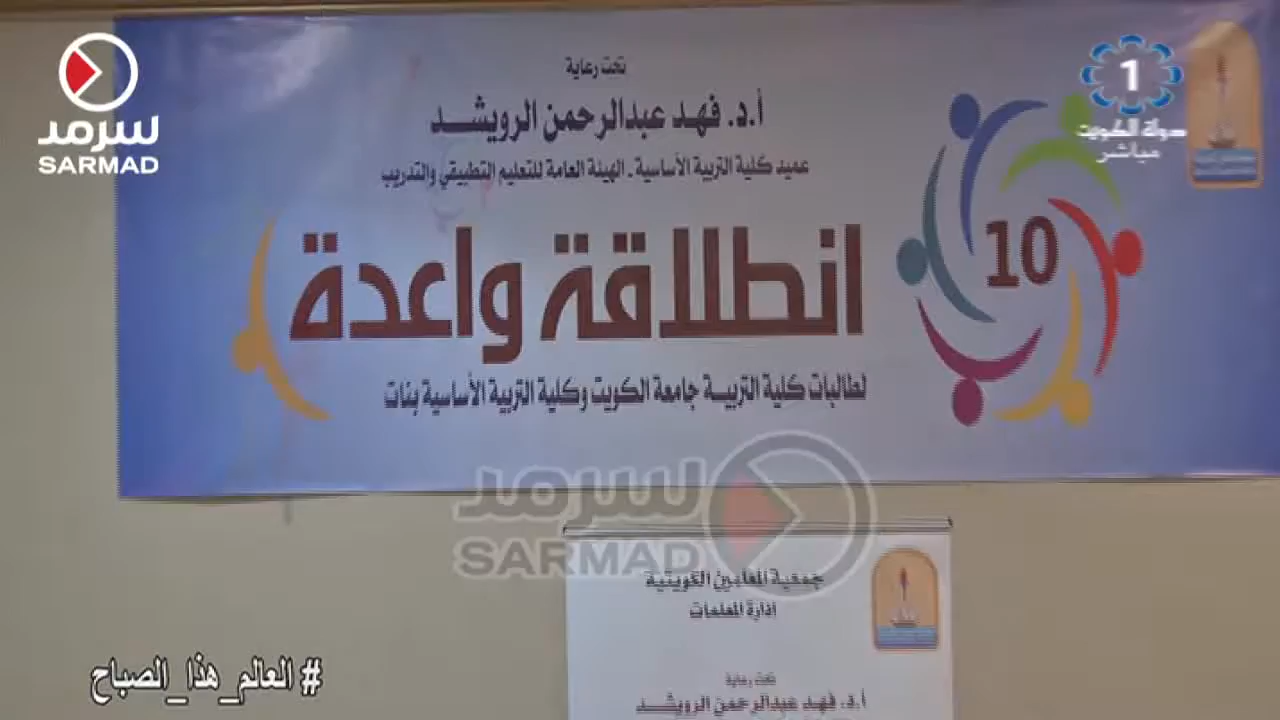 سرمد
SARMAD
1
دولة الكويت
مباشر
تحت رعاية
أ.د. فهد عبدالرحمن الرويشد
عميد كلية التربية الأساسية - الهيئة العامة للتعليم التطبيقي والتدريب
10
انطلاقة واعدة
لطالبات كلية التربية جامعة الكويت وكلية التربية الأساسية بنات
سرمد
SARMAD
جمعية المعلمين الكويتية
إدارة المعلمات
تحت رعاية
أ.د. فهد عبدالرحمن الرويشد
# العالم_هذا_الصباح